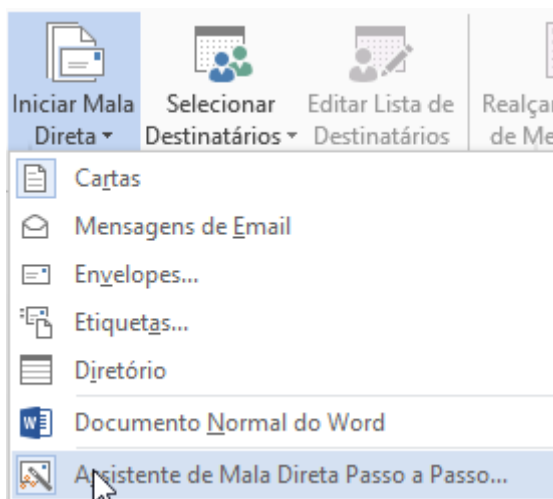 Iniciar Mala Direta
Selecionar Destinatários
Editar Lista de Destinatários
Cartas
Mensagens de Email
Envelopes...
Etiquetas...
Diretório
Documento Normal do Word
Assistente de Mala Direta Passo a Passo...